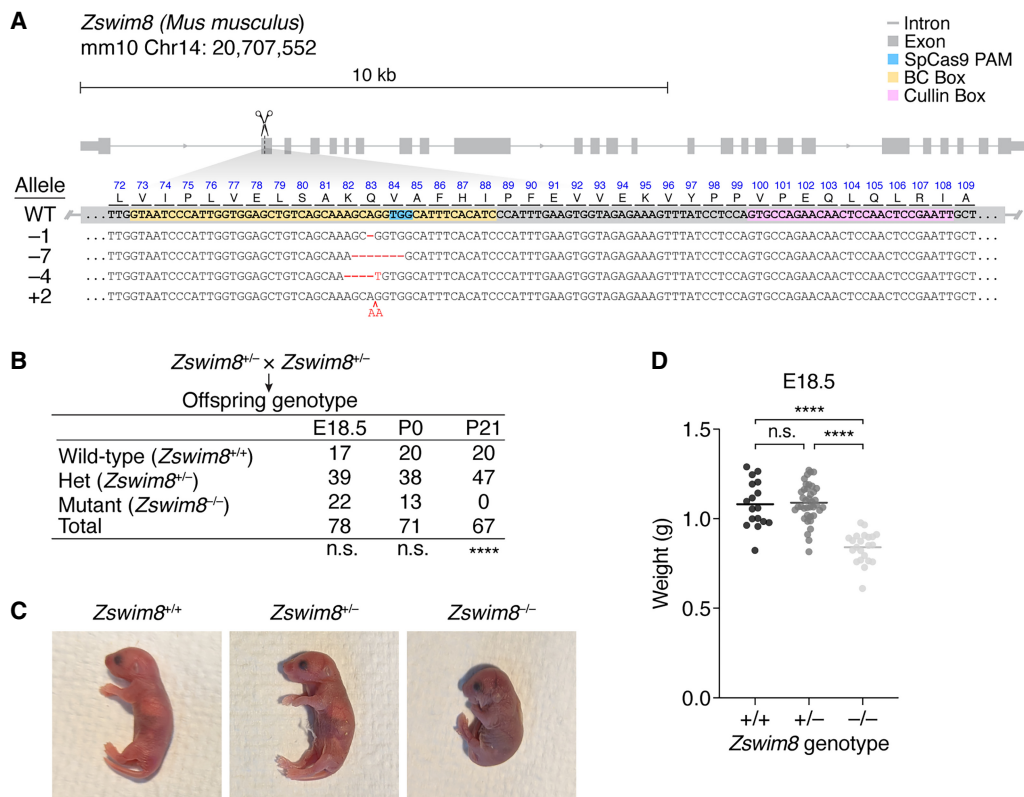 A
Zswim8 (Mus musculus)
mm10 Chr14: 20,707,552
10 kb
Intron
Exon
SpCas9 PAM
BC Box
Cullin Box
72 73 74 75 76 77 78 79 80 81 82 83 84 85 86 87 88 89 90 91 92 93 94 95 96 97 98 99 100 101 102 103 104 105 106 107 108 109
Allele L V I P L V E L S A K Q V A F H I P F E V V E K V Y P P V P E Q L Q L R I A
WT ...TTGGTAATCCCATTGGTGGAGCTGTCAGCAAAGCAGGTGGCATTTCACATCCCATTTGAAGTGGTAGAGAAAGTTTATCCTCCAGTGCCAGAACAACTCCAACTCCGAATTGCT...
−1 ...TTGGTAATCCCATTGGTGGAGCTGTCAGCAAAGC-GGTGGCATTTCACATCCCATTTGAAGTGGTAGAGAAAGTTTATCCTCCAGTGCCAGAACAACTCCAACTCCGAATTGCT...
−7 ...TTGGTAATCCCATTGGTGGAGCTGTCAGCAAA-------GCATTTCACATCCCATTTGAAGTGGTAGAGAAAGTTTATCCTCCAGTGCCAGAACAACTCCAACTCCGAATTGCT...
−4 ...TTGGTAATCCCATTGGTGGAGCTGTCAGCAA----TGTGGCATTTCACATCCCATTTGAAGTGGTAGAGAAAGTTTATCCTCCAGTGCCAGAACAACTCCAACTCCGAATTGCT...
+2 ...TTGGTAATCCCATTGGTGGAGCTGTCAGCAAAGCAGGTGGCATTTCACATCCCATTTGAAGTGGTAGAGAAAGTTTATCCTCCAGTGCCAGAACAACTCCAACTCCGAATTGCT...
AA
B
Zswim8+/– × Zswim8+/–
Offspring genotype
E18.5 P0 P21
Wild-type (Zswim8+/+) 17 20 20
Het (Zswim8+/–) 39 38 47
Mutant (Zswim8–/–) 22 13 0
Total 78 71 67
n.s. n.s. ****
C
Zswim8+/+ Zswim8+/– Zswim8–/–
D
E18.5
****
n.s. ****
1.5
1.0
0.5
0.0
Weight (g)
+/+ +/– –/–
Zswim8 genotype